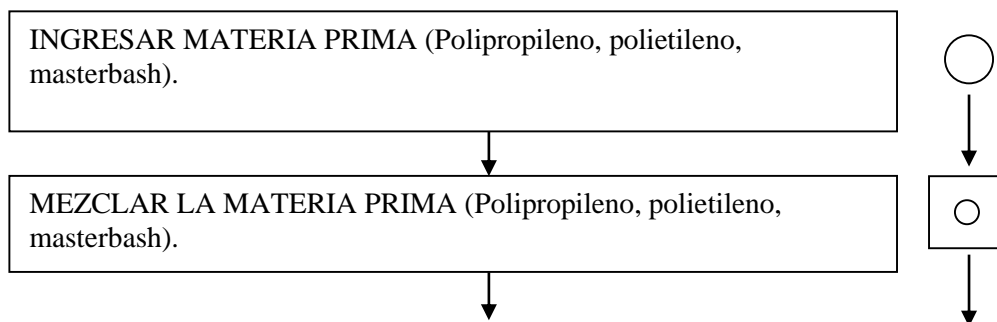 INGRESAR MATERIA PRIMA (Polipropileno, polietileno,
masterbash).
MEZCLAR LA MATERIA PRIMA (Polipropileno, polietileno,
masterbash).